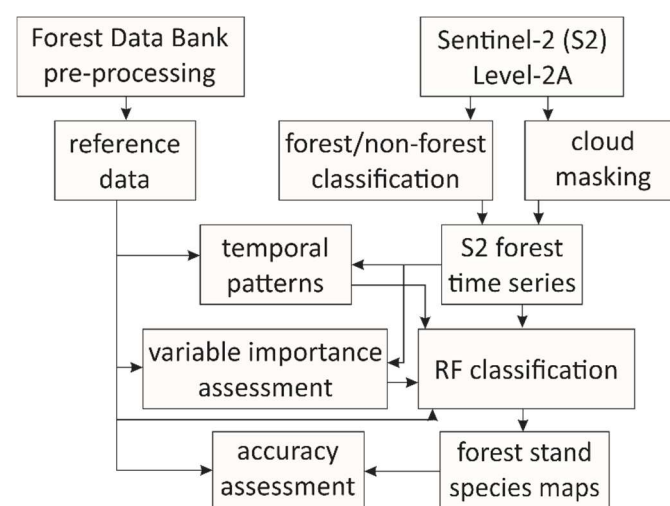 Forest Data Bank
pre-processing
Sentinel-2 (S2)
Level-2A
reference
data
forest/non-forest
classification
cloud
masking
temporal
patterns
S2 forest
time series
variable importance
assessment
RF classification
accuracy
assessment
forest stand
species maps